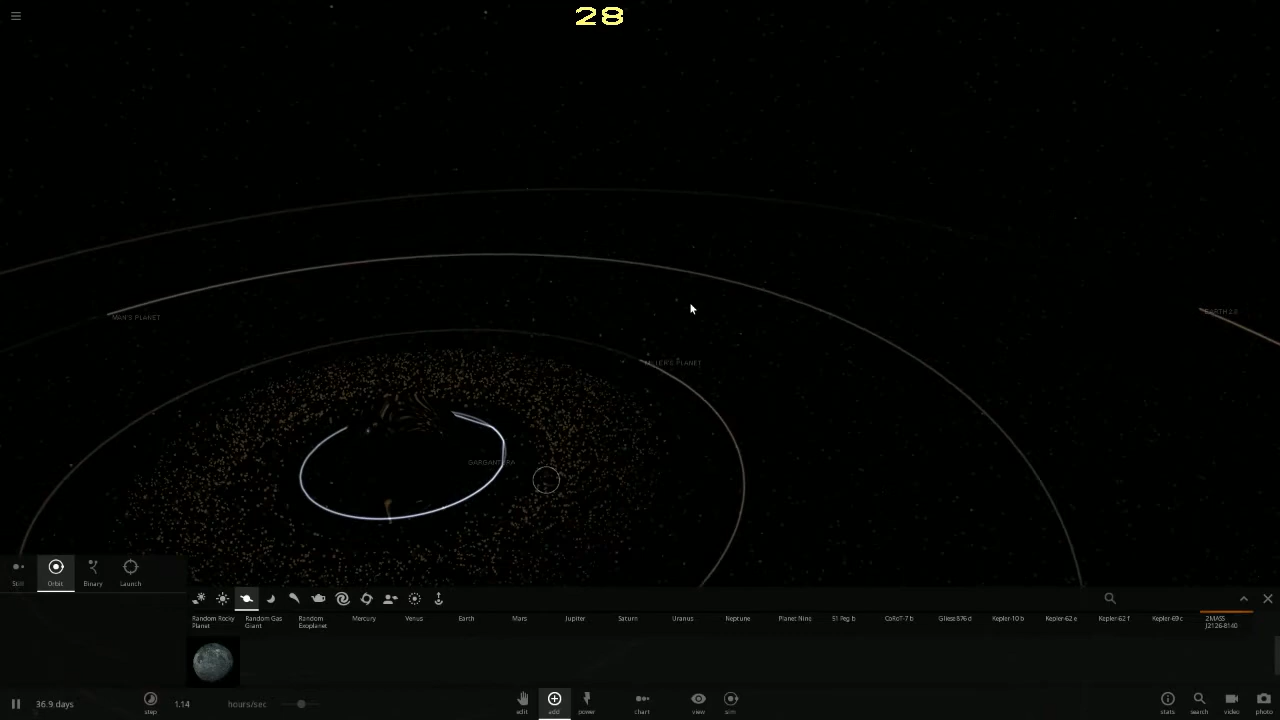 28
MAN'S PLANET
EARTH 2.0
MILLER'S PLANET
GARGANTUA
Still
Orbit
Binary
Launch
Random Rocky
Planet
Random Gas
Giant
Random
Exoplanet
Mercury
Venus
Earth
Mars
Jupiter
Saturn
Uranus
Neptune
Planet Nine
51 Peg b
CoRoT-7 b
Gliese 876 d
Kepler-10 b
Kepler-62 e
Kepler-62 f
Kepler-69 c
2MASS
J2126-8140
36.9 days
step
1.14
hours/sec
edit
add
power
chart
view
sim
stats
search
video
photo